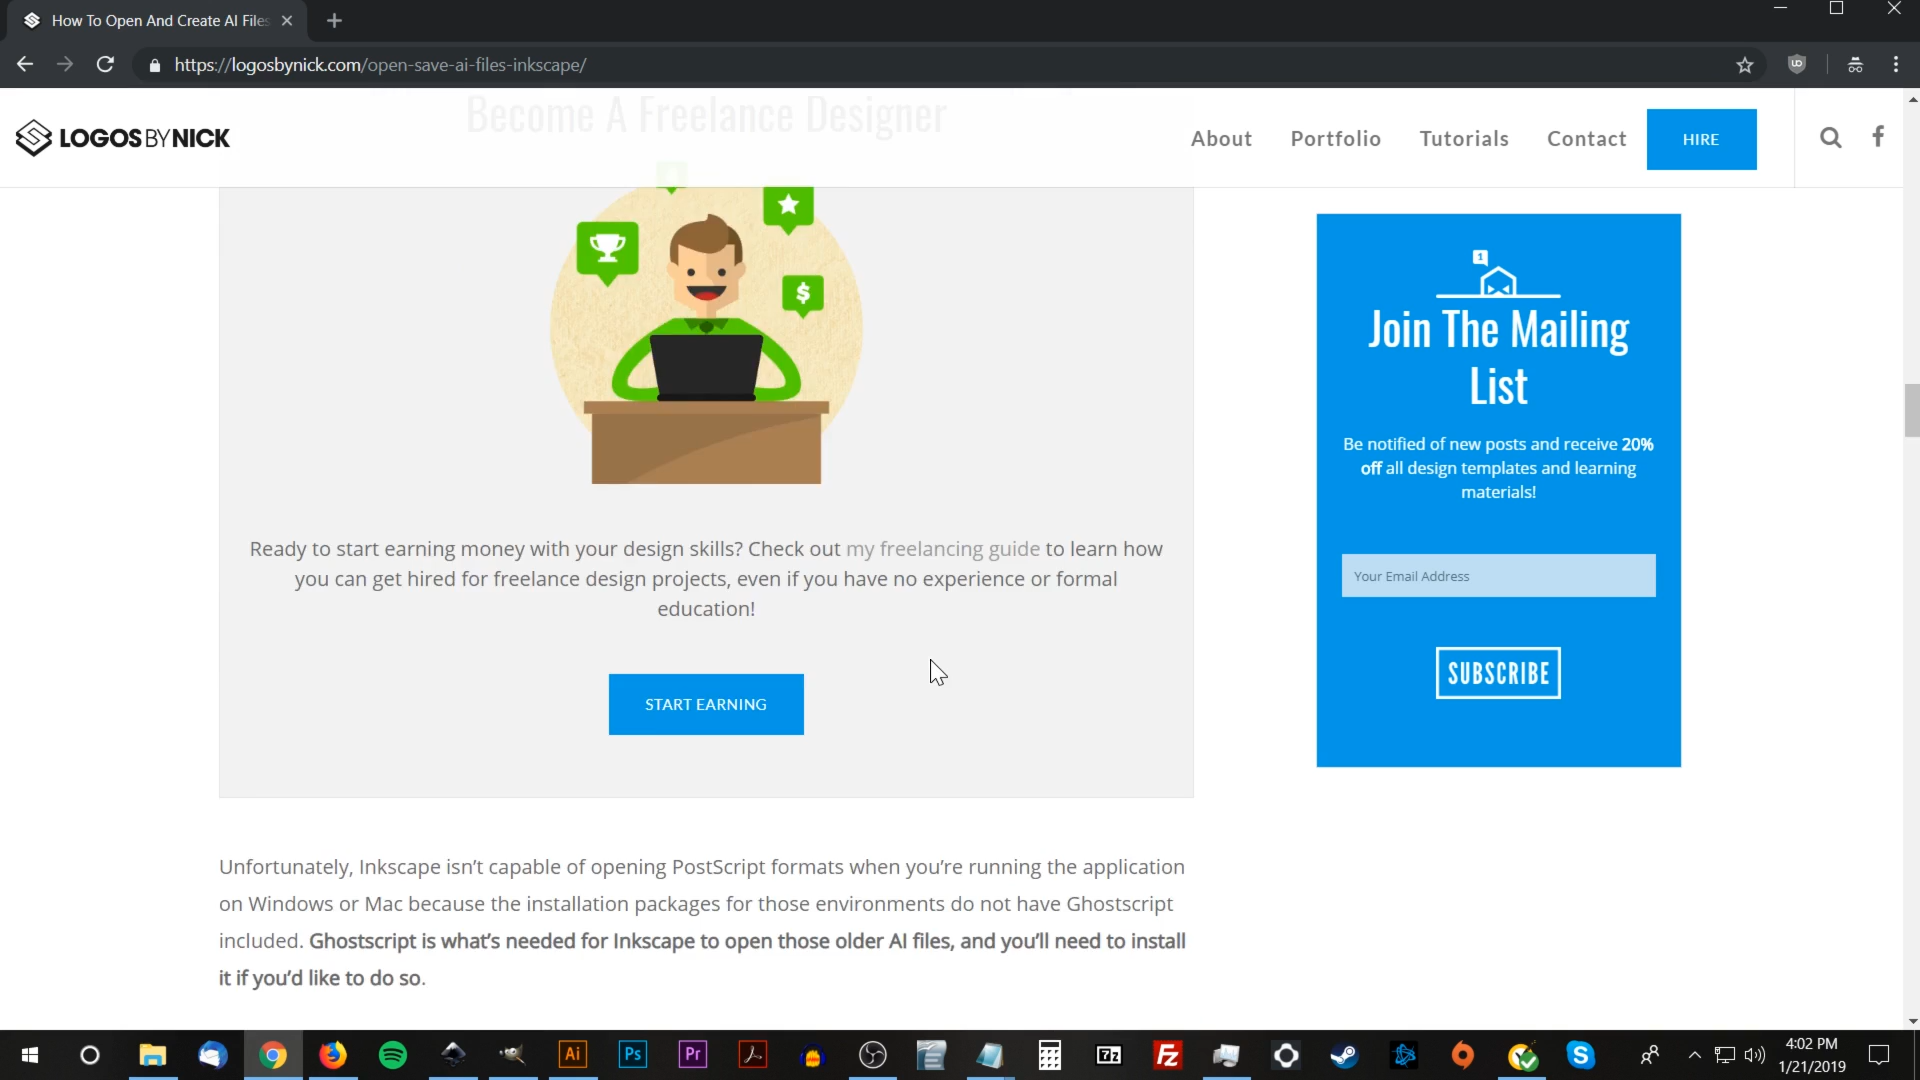 How To Open And Create AI Files
https://logosbynick.com/open-save-ai-files-inkscape/
Become A Freelance Designer
LOGOSBYNICK
About
Portfolio
Tutorials
Contact
HIRE
$
Ready to start earning money with your design skills? Check out my freelancing guide to learn how
you can get hired for freelance design projects, even if you have no experience or formal
education!
START EARNING
1
Join The Mailing
List
Be notified of new posts and receive 20%
off all design templates and learning
materials!
Your Email Address
SUBSCRIBE
Unfortunately, Inkscape isn’t capable of opening PostScript formats when you’re running the application
on Windows or Mac because the installation packages for those environments do not have Ghostscript
included. Ghostscript is what’s needed for Inkscape to open those older AI files, and you’ll need to install
it if you’d like to do so.
Ai
Ps
Pr
7z
FZ
S
4:02 PM
1/21/2019